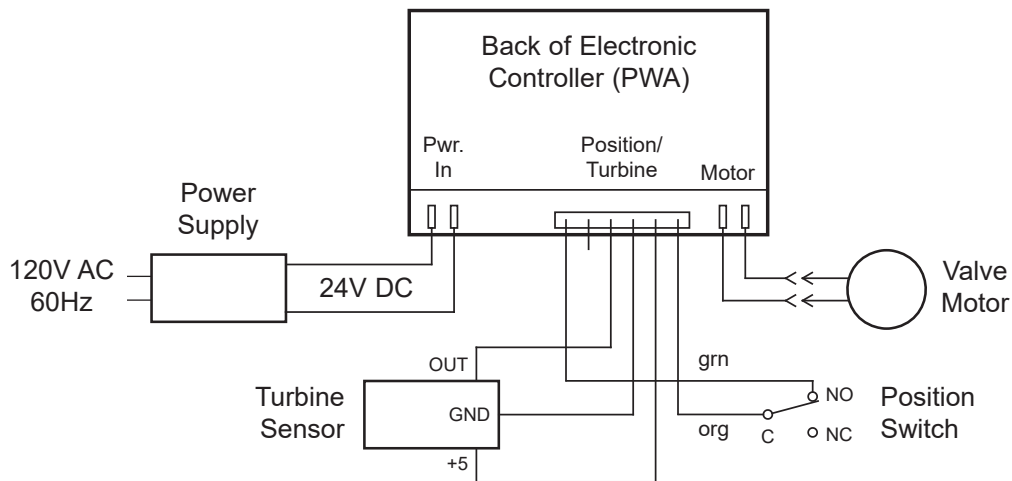 Back of Electronic
Controller (PWA)
Pwr.
In
Position/
Turbine
Motor
Power
Supply
120V AC
60Hz
24V DC
Valve
Motor
OUT
Turbine
Sensor
GND
+5
grn
org
NO
C
NC
Position
Switch